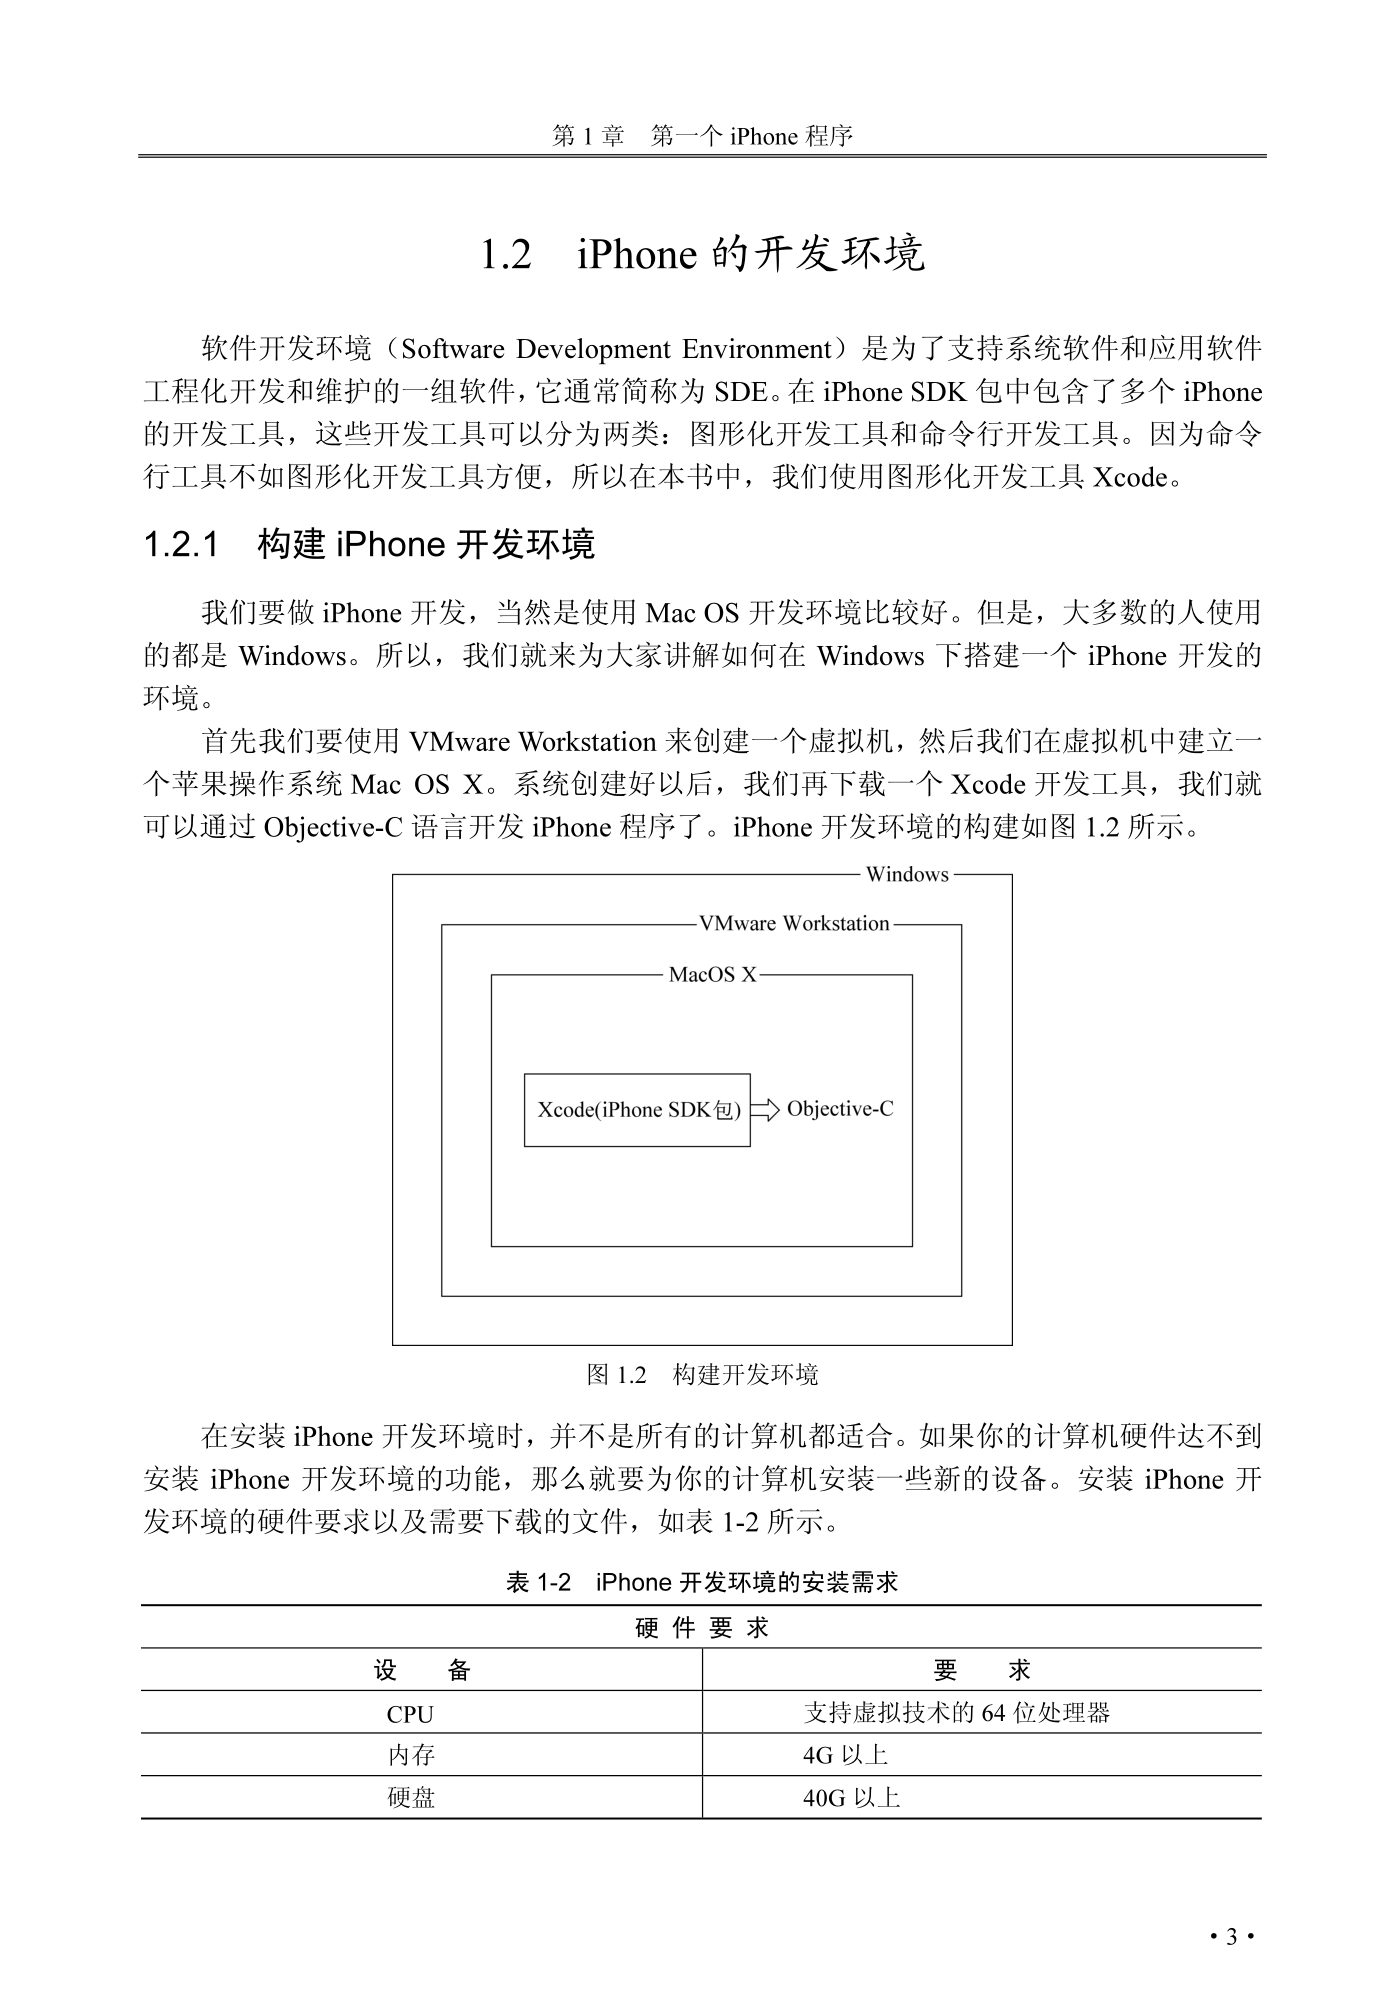 第 1 章　第一个 iPhone 程序
1.2　iPhone 的开发环境
软件开发环境（Software Development Environment）是为了支持系统软件和应用软件
工程化开发和维护的一组软件，它通常简称为 SDE。在 iPhone SDK 包中包含了多个 iPhone
的开发工具，这些开发工具可以分为两类：图形化开发工具和命令行开发工具。因为命令
行工具不如图形化开发工具方便，所以在本书中，我们使用图形化开发工具 Xcode。
1.2.1　构建 iPhone 开发环境
我们要做 iPhone 开发，当然是使用 Mac OS 开发环境比较好。但是，大多数的人使用
的都是 Windows。所以，我们就来为大家讲解如何在 Windows 下搭建一个 iPhone 开发的
环境。
首先我们要使用 VMware Workstation 来创建一个虚拟机，然后我们在虚拟机中建立一
个苹果操作系统 Mac OS X。系统创建好以后，我们再下载一个 Xcode 开发工具，我们就
可以通过 Objective-C 语言开发 iPhone 程序了。iPhone 开发环境的构建如图 1.2 所示。
Windows
VMware Workstation
MacOS X
Xcode(iPhone SDK包) Objective-C
图 1.2　构建开发环境
在安装 iPhone 开发环境时，并不是所有的计算机都适合。如果你的计算机硬件达不到
安装 iPhone 开发环境的功能，那么就要为你的计算机安装一些新的设备。安装 iPhone 开
发环境的硬件要求以及需要下载的文件，如表 1-2 所示。
表 1-2　iPhone 开发环境的安装需求
硬 件 要 求
设　备　要　求
CPU　支持虚拟技术的 64 位处理器
内存　4G 以上
硬盘　40G 以上
·3·